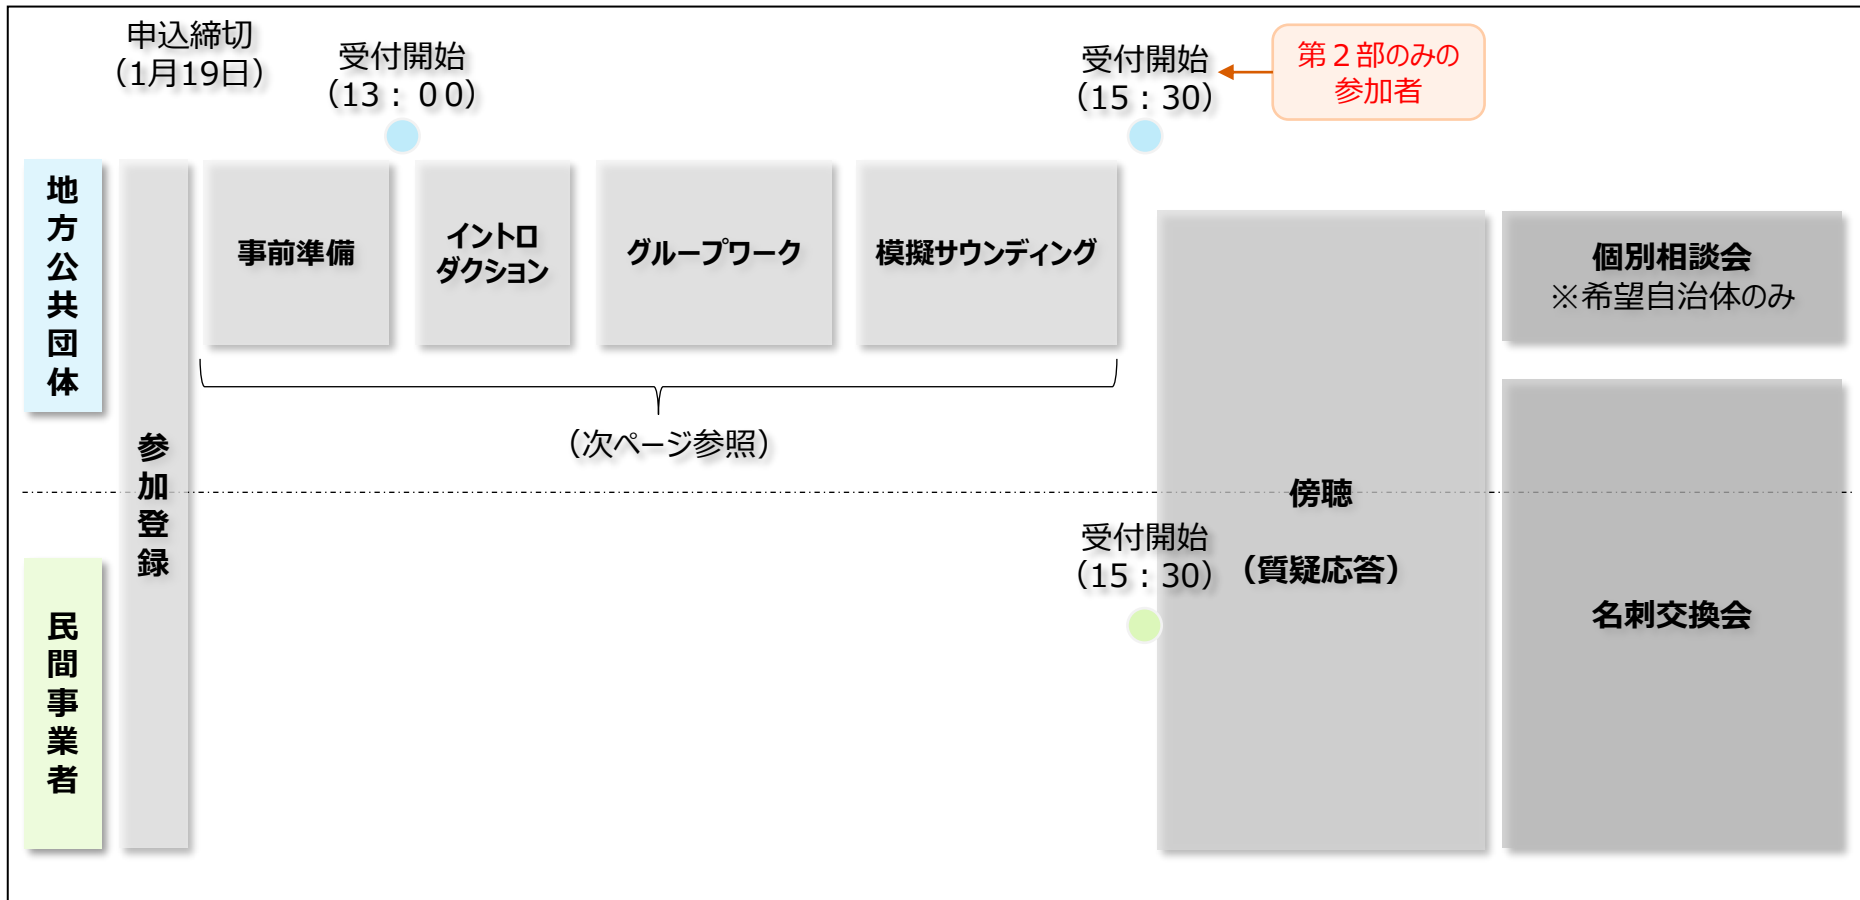 申込締切
（1月19日）
受付開始
（13：００）
受付開始
（15：30）
第２部のみの
参加者
地方公共団体
参加登録
事前準備
イントロ
ダクション
グループワーク
模擬サウンディング
（次ページ参照）
個別相談会
※希望自治体のみ
傍聴
（質疑応答）
受付開始
（15：30）
民間事業者
名刺交換会